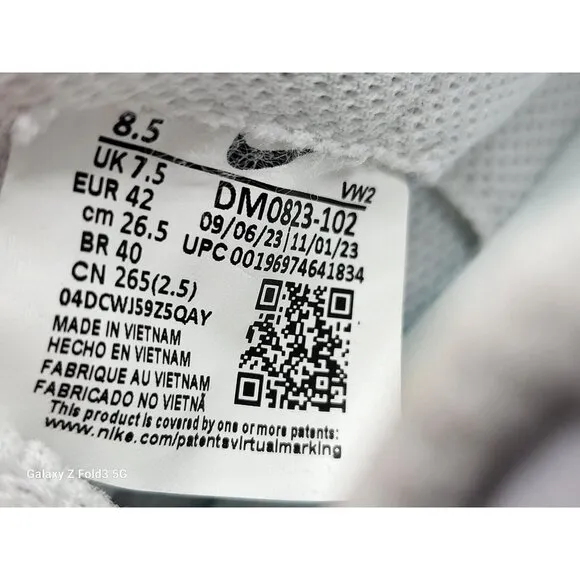 8.5
UK 7.5
EUR 42
cm 26.5
BR 40
CN 265(2.5)
04DCWJ59Z5QAY
VW2
DM0823-102
09/06/23|11/01/23
UPC 00196974641834
MADE IN VIETNAM
HECHO EN VIETNAM
FABRIQUE AU VIETNAM
FABRICADO NO VIETNÃ
This product is covered by one or more patents:
www.nike.com/patentsvirtualmarking
Galaxy Z Fold3 5G